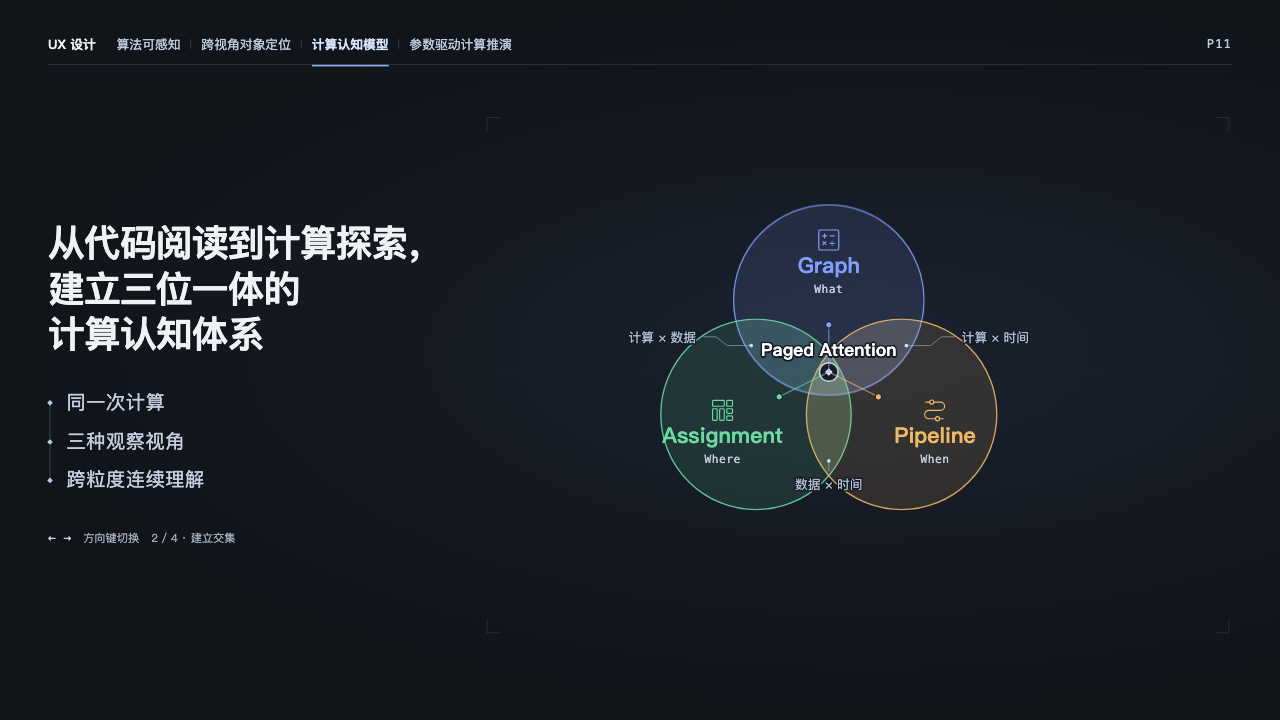 UX 设计 算法可感知 跨视角对象定位 计算认知模型 参数驱动计算推演 P11
从代码阅读到计算探索，
建立三位一体的
计算认知体系
同一次计算
三种观察视角
跨粒度连续理解
← → 方向键切换 2 / 4 · 建立交集
Graph
What
计算 × 数据
计算 × 时间
Paged Attention
Assignment
Where
Pipeline
When
数据 × 时间